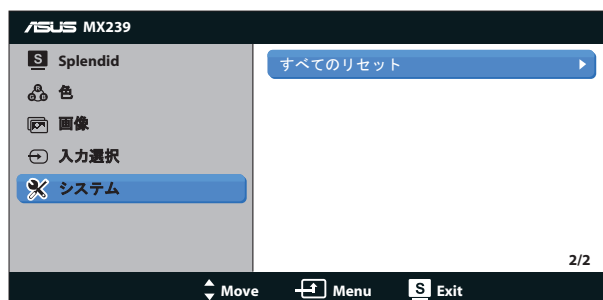 ASUS MX239
S Splendid
すべてのリセット
R G B 色
画像
入力選択
システム
2/2
Move Menu S Exit